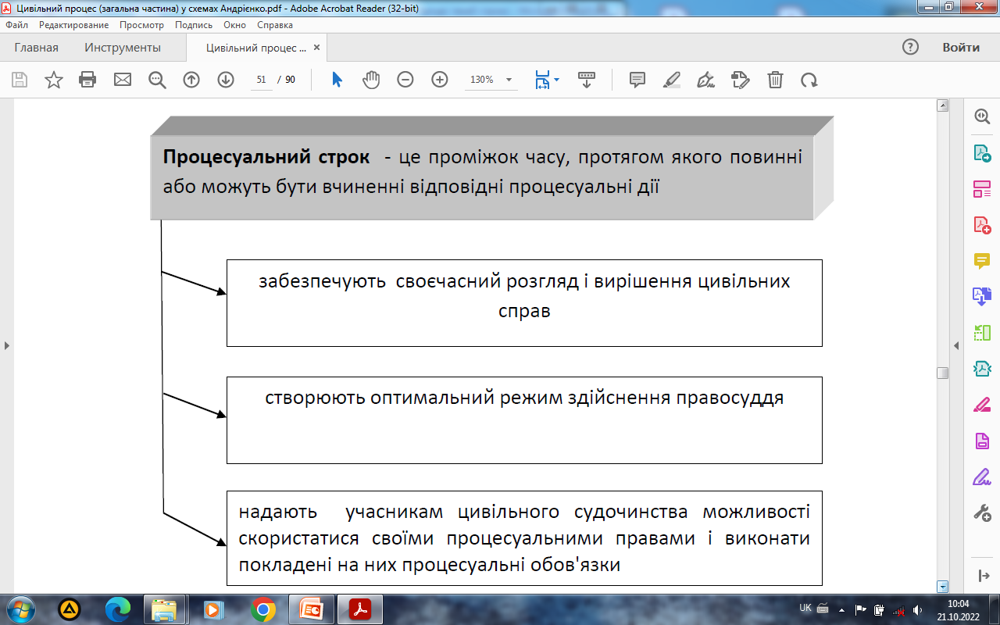 Цивільний процес (загальна частина) у схемах Андрієнко.pdf - Adobe Acrobat Reader (32-bit)
Файл Редактирование Просмотр Подпись Окно Справка
Главная Инструменты Цивільний процес ... × Войти
51 / 90 130%
Процесуальний строк - це проміжок часу, протягом якого повинні
або можуть бути вчиненні відповідні процесуальні дії
забезпечують своєчасний розгляд і вирішення цивільних
справ
створюють оптимальний режим здійснення правосуддя
надають учасникам цивільного судочинства можливості
скористатися своїми процесуальними правами і виконати
покладені на них процесуальні обов'язки
UK 10:04
21.10.2022